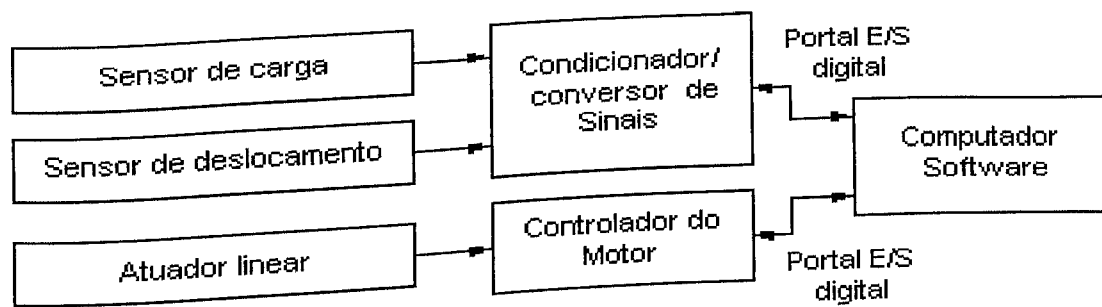 Sensor de carga
Sensor de deslocamento
Atuador linear
Condicionador/
conversor de
Sinais
Controlador do
Motor
Portal E/S
digital
Computador
Software
Portal E/S
digital